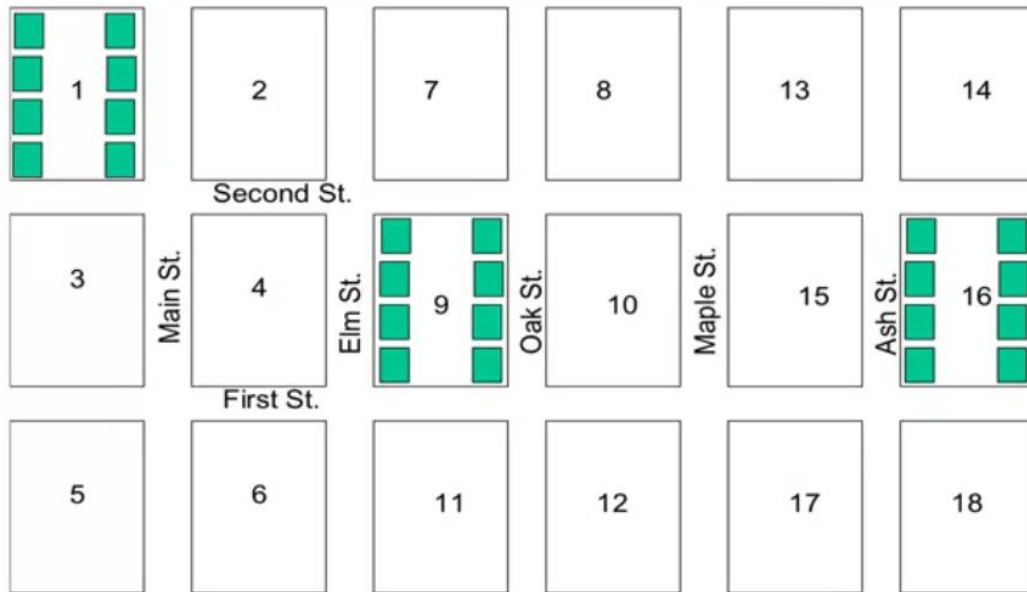 1 2 7 8 13 14
Second St.
3 Main St. 4 Elm St. 9 Oak St. 10 Maple St. 15 Ash St. 16
First St.
5 6 11 12 17 18